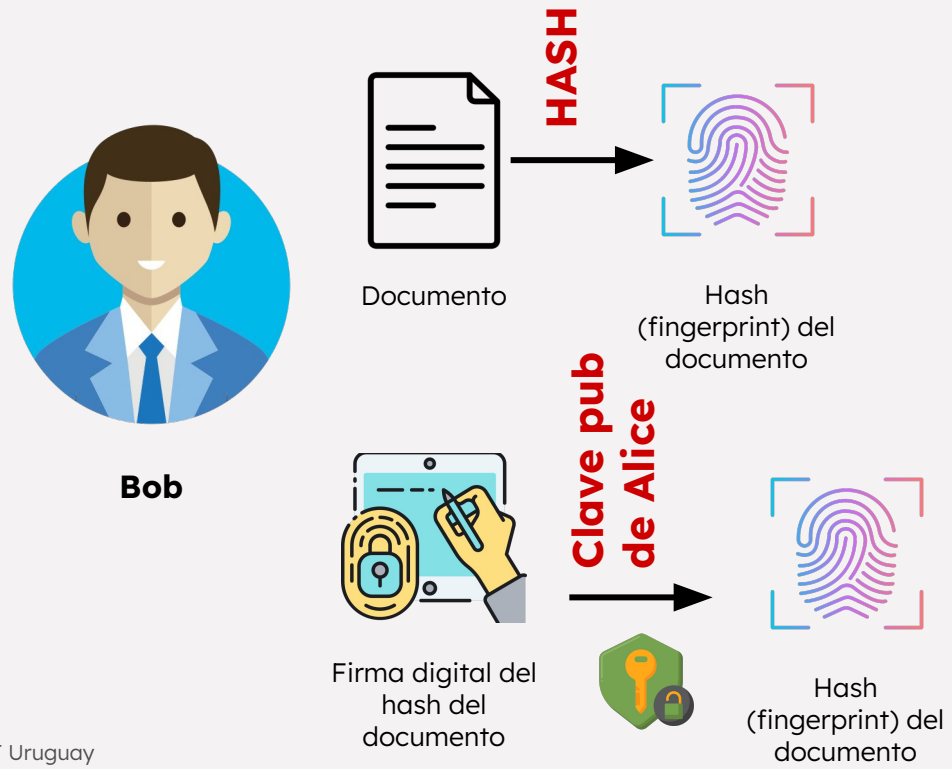 HASH
Documento
Hash
(fingerprint) del
documento
Bob
Clave pub
de Alice
Firma digital del
hash del
documento
Hash
(fingerprint) del
documento
Uruguay